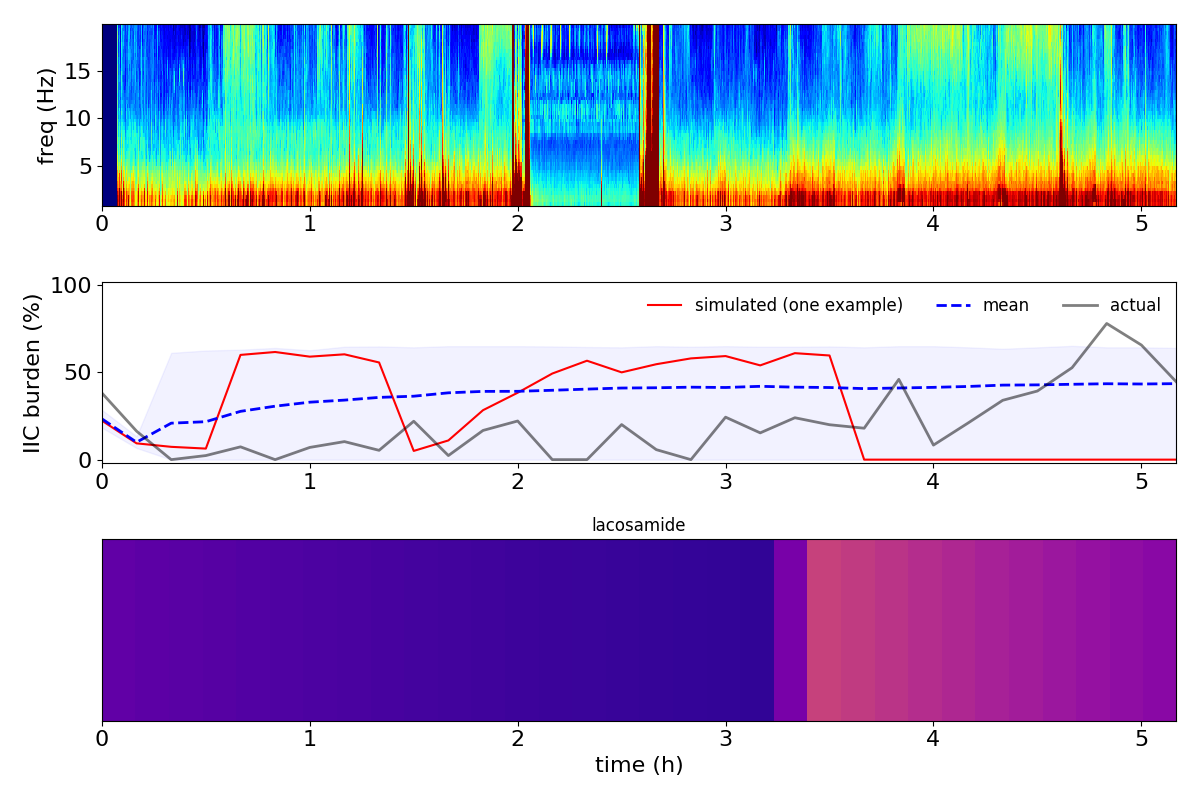 freq (Hz)
15
10
5
0 1 2 3 4 5
IIC burden (%)
100
50
0
simulated (one example) mean actual
0 1 2 3 4 5
lacosamide
0 1 2 3 4 5
time (h)